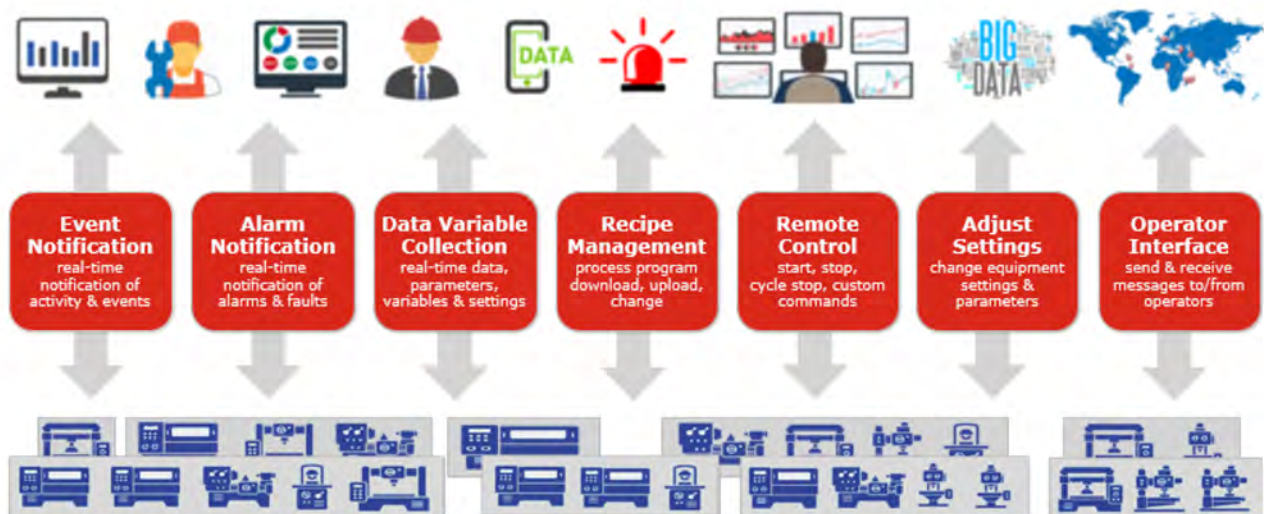 DATA
BIG
DATA
Event
Notification
real-time
notification of
activity & events
Alarm
Notification
real-time
notification of
alarms & faults
Data Variable
Collection
real-time data,
parameters,
variables & settings
Recipe
Management
process program
download, upload,
change
Remote
Control
start, stop,
cycle stop, custom
commands
Adjust
Settings
change equipment
settings &
parameters
Operator
Interface
send & receive
messages to/from
operators